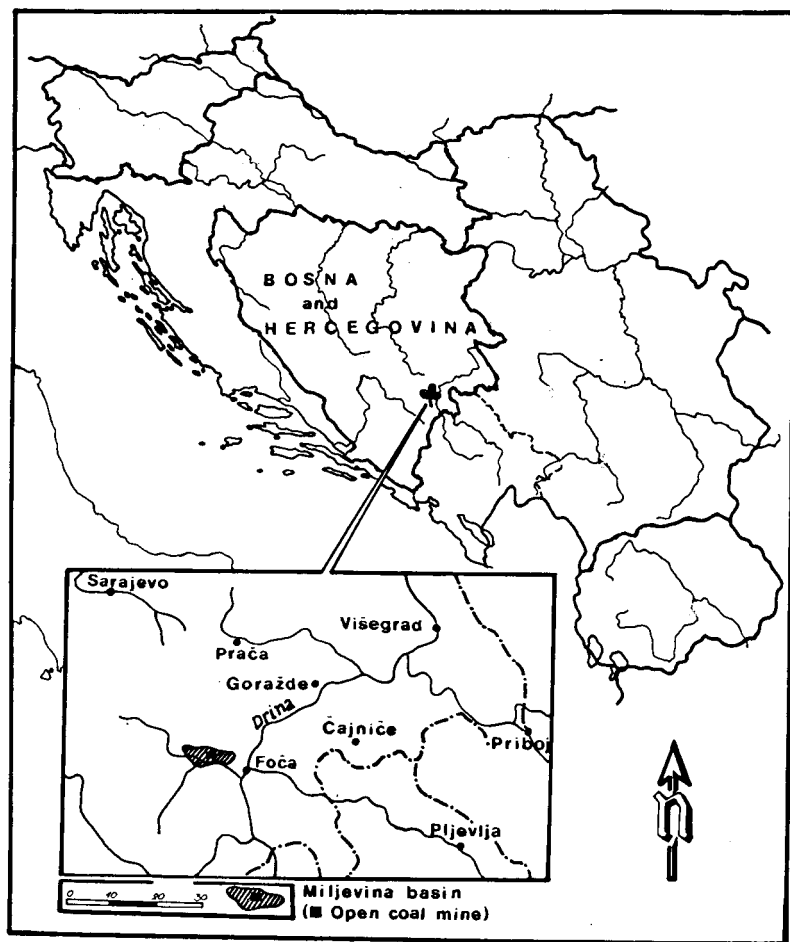 BOSNA
and
HERCEGOVINA
Sarajevo
Višegrad
Prača
Goražde
Drina
Čajniče
Priboj
Foča
Pljevlja
n
0 10 20 30
Miljevina basin
(■ Open coal mine)